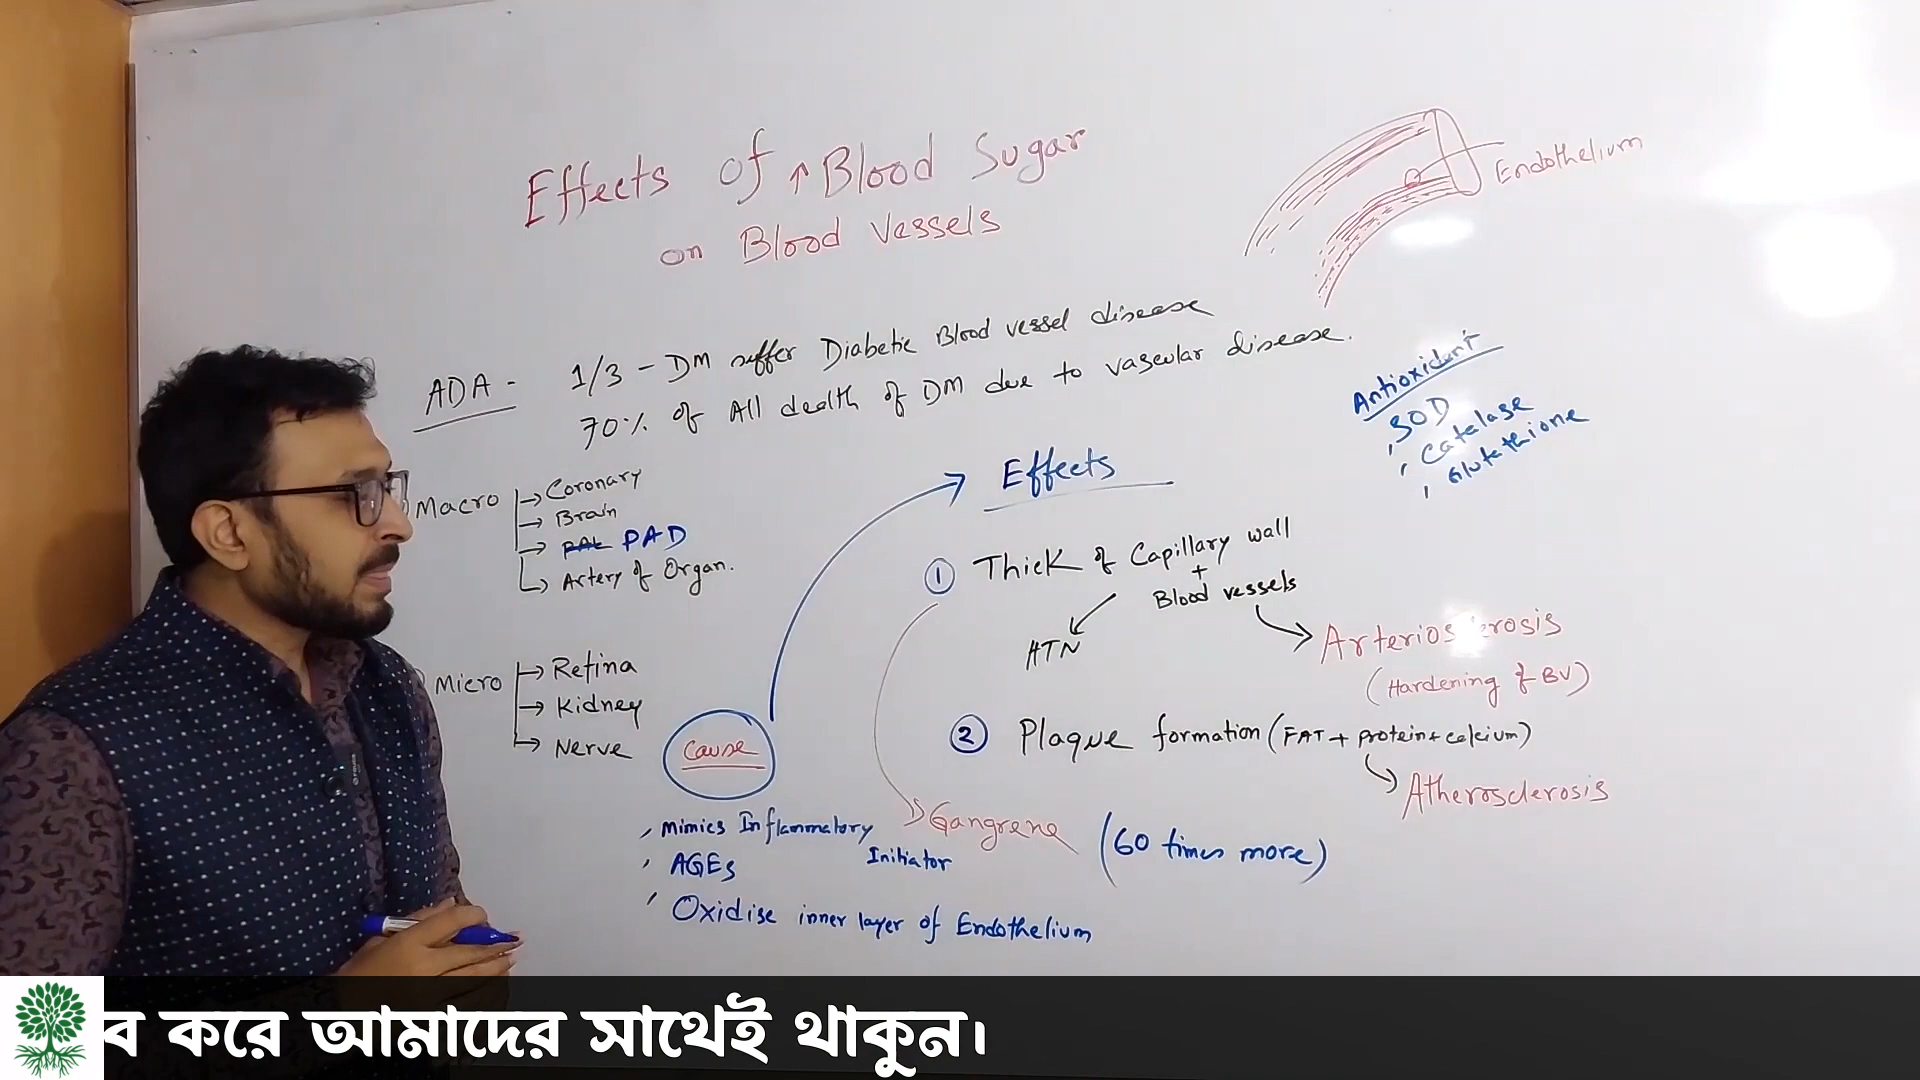 Effects Of ↑ Blood Sugar
on Blood Vessels
Endothelium
ADA - 1/3 - DM suffer Diabetic Blood vessel disease
70% of All death of DM due to vascular disease.
Antioxident
SOD
Catalase
Glutathione
Macro → Coronary
→ Brain
→ PAD
→ Artery of Organ.
Micro → Retina
→ Kidney
→ Nerve
Cause
, Mimics Inflammatory
Initiator
, AGEs
, Oxidise inner layer of Endothelium
Effects
1 Thick of Capillary wall
+
Blood vessels
HTN
Arteriosclerosis
(Hardening of BV)
2 Plaque formation (FAT + protein + calcium)
Atherosclerosis
Gangrene (60 times more)
ব করে আমাদের সাথেই থাকুন।